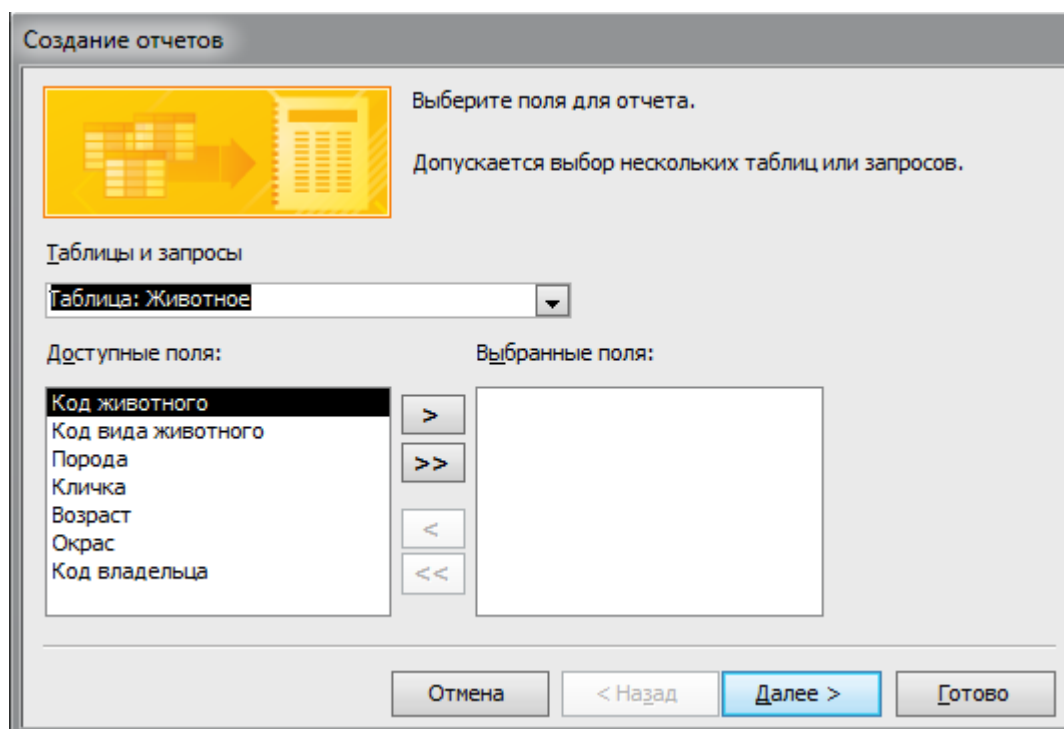 Создание отчетов
Выберите поля для отчета.
Допускается выбор нескольких таблиц или запросов.
Таблицы и запросы
Таблица: Животное
Доступные поля:
Выбранные поля:
Код животного
Код вида животного
Порода
Кличка
Возраст
Окрас
Код владельца
>
>>
<
<<
Отмена
< Назад
Далее >
Готово